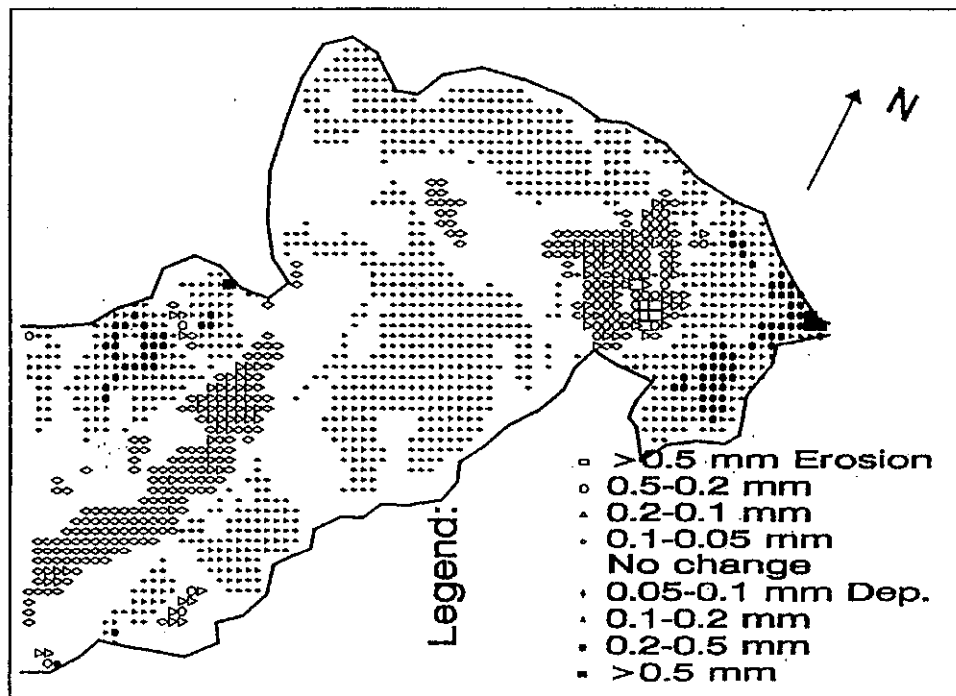 N
Legend:
>0.5 mm Erosion
0.5-0.2 mm
0.2-0.1 mm
0.1-0.05 mm
No change
0.05-0.1 mm Dep.
0.1-0.2 mm
0.2-0.5 mm
>0.5 mm